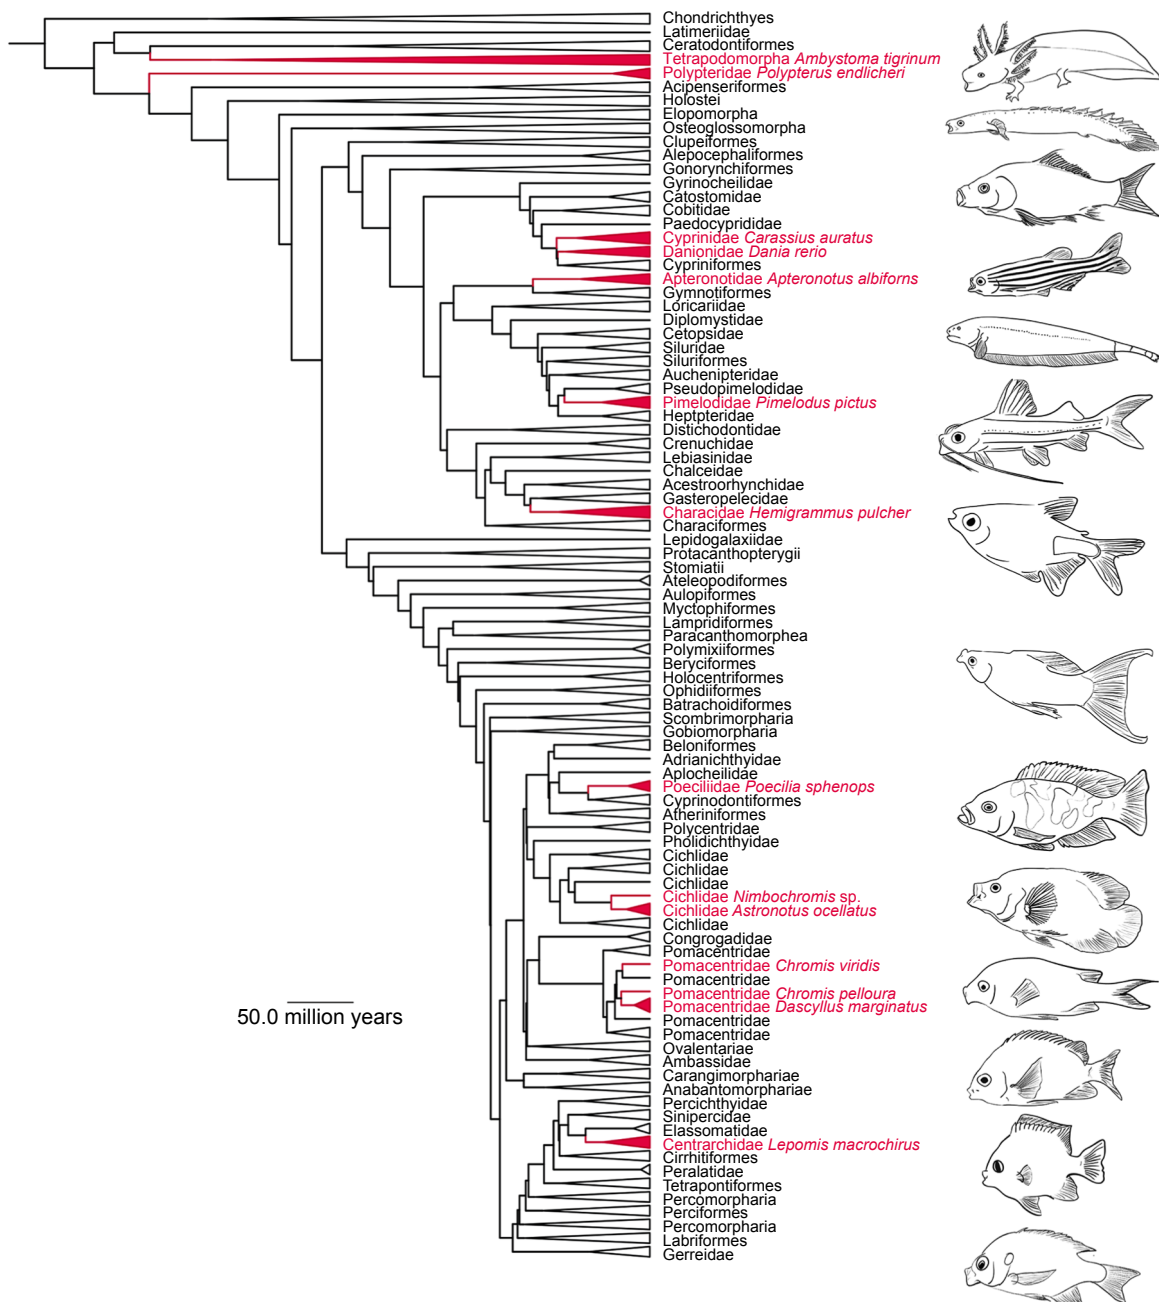 Chondrichthyes
Latimeriidae
Ceratodontiformes
Tetrapodomorpha Ambystoma tigrinum
Polypteridae Polypterus endlicheri
Acipenseriformes
Holostei
Elopomorpha
Osteoglossomorpha
Clupeiformes
Alepocephaliformes
Gonorynchiformes
Gyrinocheilidae
Catostomidae
Cobitidae
Paedocyprididae
Cyprinidae Carassius auratus
Danionidae Dania rerio
Cypriniformes
Apteronotidae Apteronotus albiforns
Gymnotiformes
Loricariidae
Diplomystidae
Cetopsidae
Siluridae
Siluriformes
Auchenipteridae
Pseudopimelodidae
Pimelodidae Pimelodus pictus
Heptpteridae
Distichodontidae
Crenuchidae
Lebiasinidae
Chalceidae
Acestroorhynchidae
Gasteropelecidae
Characidae Hemigrammus pulcher
Characiformes
Lepidogalaxiidae
Protacanthopterygii
Stomiatii
Ateleopodiformes
Aulopiformes
Myctophiformes
Lampridiformes
Paracanthomorphea
Polymixiiformes
Beryciformes
Holocentriformes
Ophidiiformes
Batrachoidiformes
Scombrimorpharia
Gobiomorpharia
Beloniformes
Adrianichthyidae
Aplocheilidae
Poeciliidae Poecilia sphenops
Cyprinodontiformes
Atheriniformes
Polycentridae
Pholidichthyidae
Cichlidae
Cichlidae
Cichlidae
Cichlidae Nimbochromis sp.
Cichlidae Astronotus ocellatus
Cichlidae
Congrogadidae
Pomacentridae
Pomacentridae Chromis viridis
Pomacentridae
Pomacentridae Chromis pelloura
Pomacentridae Dascyllus marginatus
Pomacentridae
Pomacentridae
Ovalentariae
Ambassidae
Carangimorphariae
Anabantomorphariae
Percichthyidae
Sinipercidae
Elassomatidae
Centrarchidae Lepomis macrochirus
Cirrhitiformes
Peralatidae
Tetrapontiformes
Percomorpharia
Perciformes
Percomorpharia
Labriformes
Gerreidae
50.0 million years